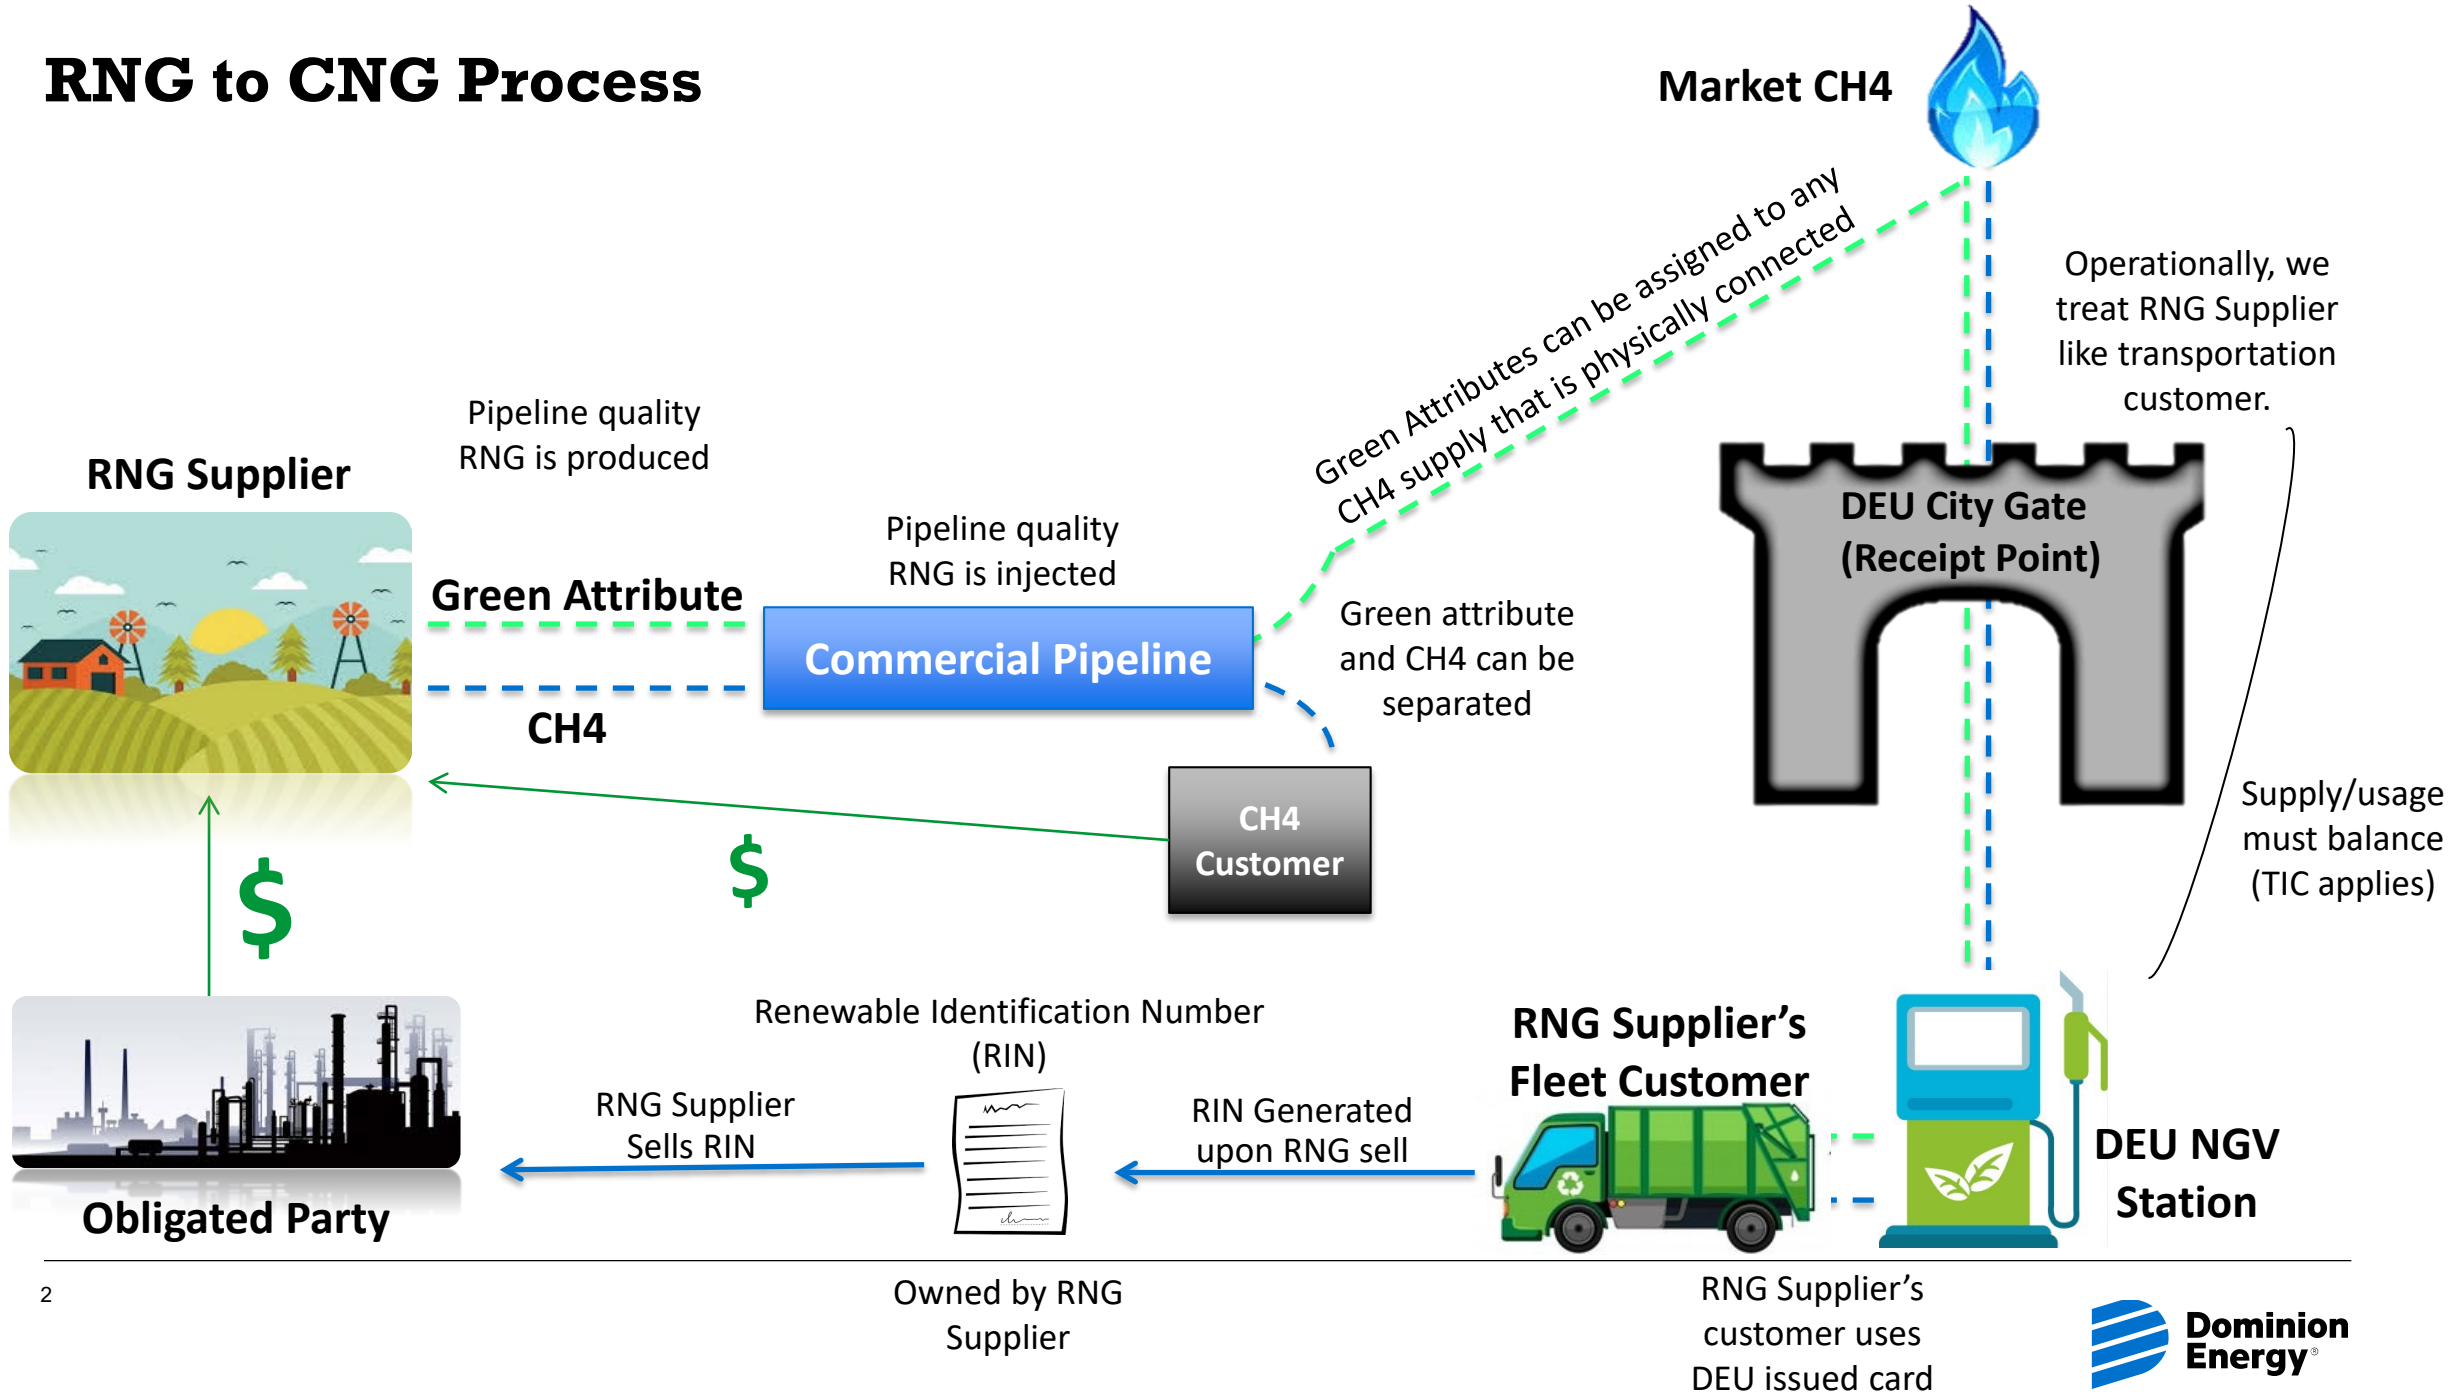 RNG to CNG Process
Market CH4
Green Attributes can be assigned to any
CH4 supply that is physically connected
Operationally, we
treat RNG Supplier
like transportation
customer.
Pipeline quality
RNG is produced
RNG Supplier
Pipeline quality
RNG is injected
Green Attribute
Commercial Pipeline
CH4
Green attribute
and CH4 can be
separated
DEU City Gate
(Receipt Point)
CH4
Customer
$
$
Supply/usage
must balance
(TIC applies)
Renewable Identification Number
(RIN)
RNG Supplier
Sells RIN
RIN Generated
upon RNG sell
RNG Supplier’s
Fleet Customer
DEU NGV
Station
Obligated Party
Owned by RNG
Supplier
RNG Supplier’s
customer uses
DEU issued card
2
Dominion
Energy®